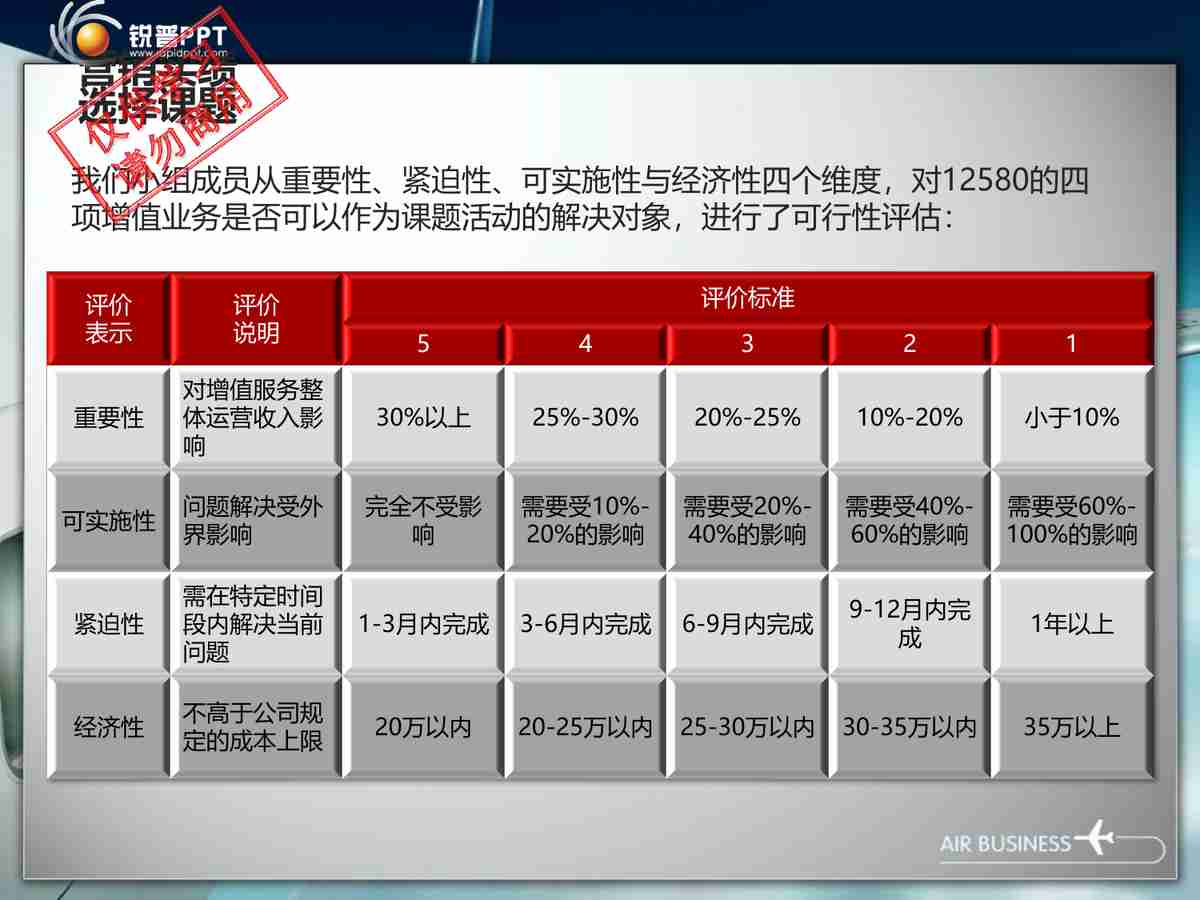 锐普PPT
www.rapidppt.com
营销奖项
选择课题
仅供学习
请勿商用
我们小组成员从重要性、紧迫性、可实施性与经济性四个维度，对12580的四
项增值业务是否可以作为课题活动的解决对象，进行了可行性评估：
评价
表示
评价
说明
评价标准
5
4
3
2
1
重要性
对增值服务整
体运营收入影
响
30%以上
25%-30%
20%-25%
10%-20%
小于10%
可实施性
问题解决受外
界影响
完全不受影
响
需要受10%-
20%的影响
需要受20%-
40%的影响
需要受40%-
60%的影响
需要受60%-
100%的影响
紧迫性
需在特定时间
段内解决当前
问题
1-3月内完成
3-6月内完成
6-9月内完成
9-12月内完
成
1年以上
经济性
不高于公司规
定的成本上限
20万以内
20-25万以内
25-30万以内
30-35万以内
35万以上
AIR BUSINESS